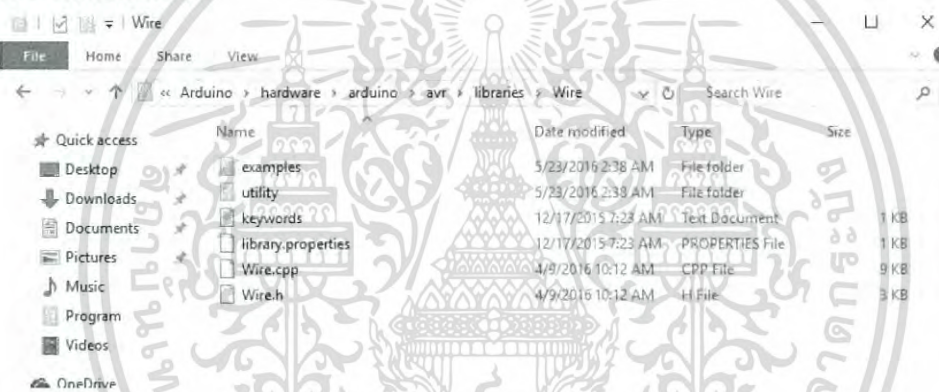 Wire
File Home Share View
« Arduino › hardware › arduino › avr › libraries › Wire Search Wire
Name Date modified Type Size
Quick access
Desktop
Downloads
Documents
Pictures
Music
Program
Videos
OneDrive
examples 5/23/2016 2:38 AM File folder
utility 5/23/2016 2:38 AM File folder
keywords 12/17/2015 7:23 AM Text Document 1 KB
library.properties 12/17/2015 7:23 AM PROPERTIES File 1 KB
Wire.cpp 4/9/2016 10:12 AM CPP File 9 KB
Wire.h 4/9/2016 10:12 AM H File 3 KB